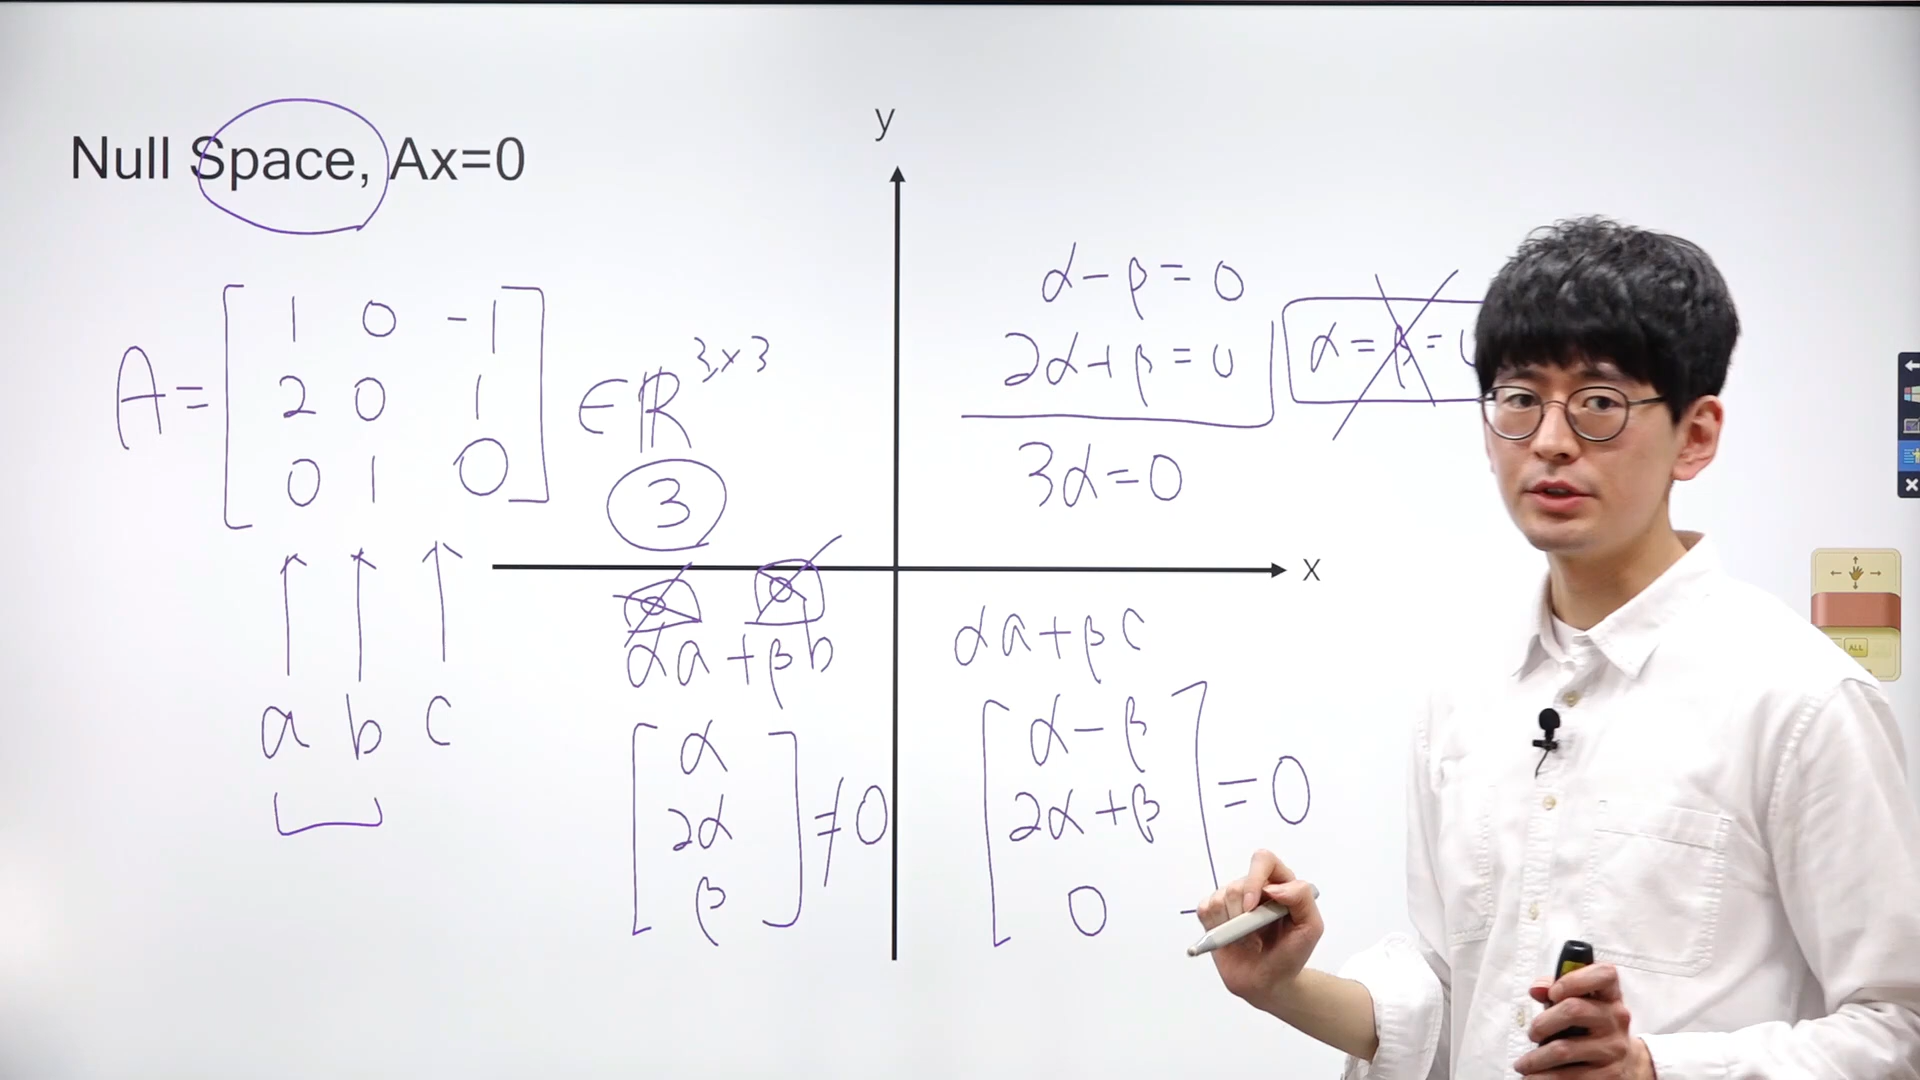 Null Space, Ax=0
y
A = [ 1 0 -1
2 0 1
0 1 0 ] ∈ ℝ 3×3
3
a b c
αa + βb
[ α
2α
β ] ≠ 0
α - β = 0
2α + β = 0
3α = 0
α = β =
x
αa + βc
[ α - β
2α + β
0 ] = 0
ALL